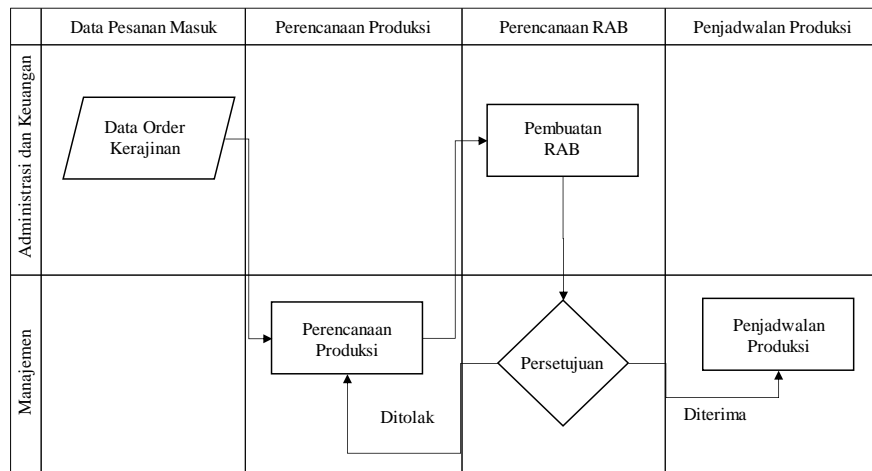 Data Pesanan Masuk
Perencanaan Produksi
Perencanaan RAB
Penjadwalan Produksi
Administrasi dan Keuangan
Data Order
Kerajinan
Pembuatan
RAB
Manajemen
Perencanaan
Produksi
Persetujuan
Penjadwalan
Produksi
Ditolak
Diterima